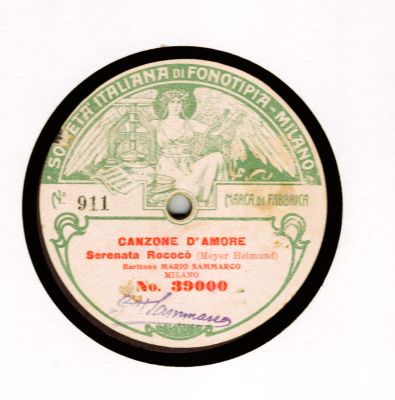 SOCIETÀ ITALIANA DI FONOTIPIA - MILANO
No. 911
MARCA DI FABBRICA
CANZONE D'AMORE
Serenata Rococò (Meyer Helmund)
Baritono MARIO SAMMARCO
MILANO
No. 39000
Sammarco